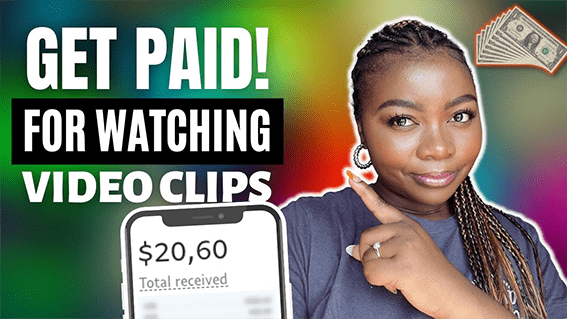 GET PAID!
FOR WATCHING
VIDEO CLIPS
$20,60
Total received